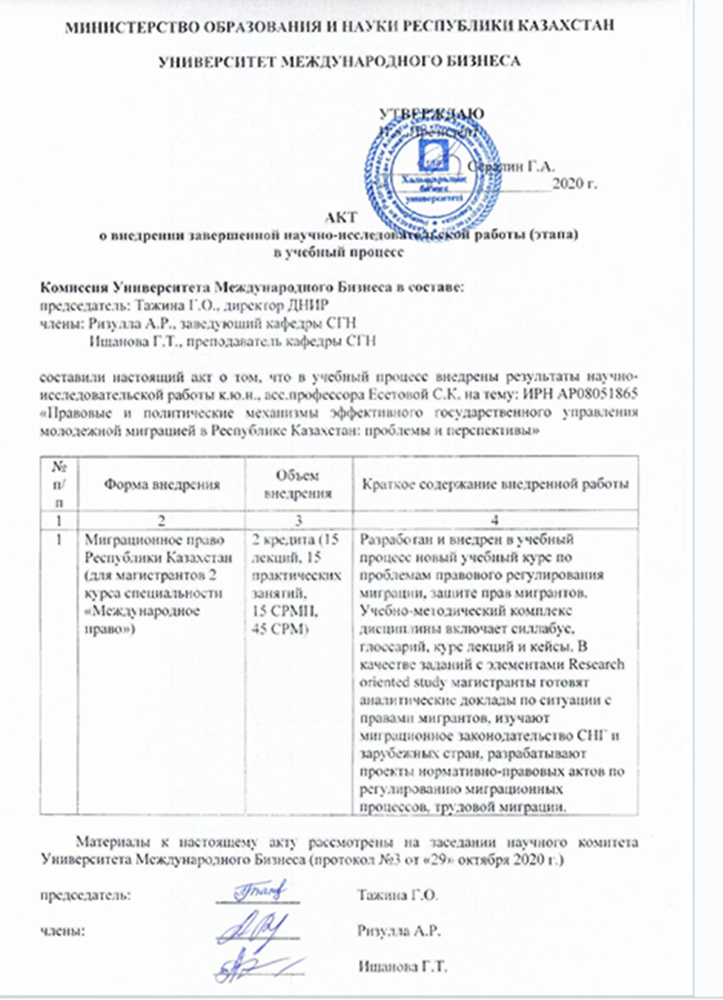 МИНИСТЕРСТВО ОБРАЗОВАНИЯ И НАУКИ РЕСПУБЛИКИ КАЗАХСТАН
УНИВЕРСИТЕТ МЕЖДУНАРОДНОГО БИЗНЕСА
УТВЕРЖДАЮ
Сералин Г.А.
2020 г.
Халықаралық
бизнес
университеті
АКТ
о внедрении завершенной научно-исследовательской работы (этапа)
в учебный процесс
Комиссия Университета Международного Бизнеса в составе:
председатель: Тажина Г.О., директор ДНИР
члены: Ризулла А.Р., заведующий кафедры СГН
Ишанова Г.Т., преподаватель кафедры СГН
составили настоящий акт о том, что в учебный процесс внедрены результаты научно-
исследовательской работы к.ю.н., асс.профессора Есетовой С.К. на тему: ИРН АР08051865
«Правовые и политические механизмы эффективного государственного управления
молодежной миграцией в Республике Казахстан: проблемы и перспективы»
№
п/
п
Форма внедрения
Объем
внедрения
Краткое содержание внедренной работы
1 2 3 4
1
Миграционное право
Республики Казахстан
(для магистрантов 2
курса специальности
«Международное
право»)
2 кредита (15
лекций, 15
практических
занятий,
15 СРМП,
45 СРМ)
Разработан и внедрен в учебный
процесс новый учебный курс по
проблемам правового регулирования
миграции, защите прав мигрантов.
Учебно-методический комплекс
дисциплины включает силлабус,
глоссарий, курс лекций и кейсы. В
качестве заданий с элементами Research
oriented study магистранты готовят
аналитические доклады по ситуации с
правами мигрантов, изучают
миграционное законодательство СНГ и
зарубежных стран, разрабатывают
проекты нормативно-правовых актов по
регулированию миграционных
процессов, трудовой миграции.
Материалы к настоящему акту рассмотрены на заседании научного комитета
Университета Международного Бизнеса (протокол №3 от «29» октября 2020 г.)
председатель: Тажина Г.О.
члены: Ризулла А.Р.
Ишанова Г.Т.